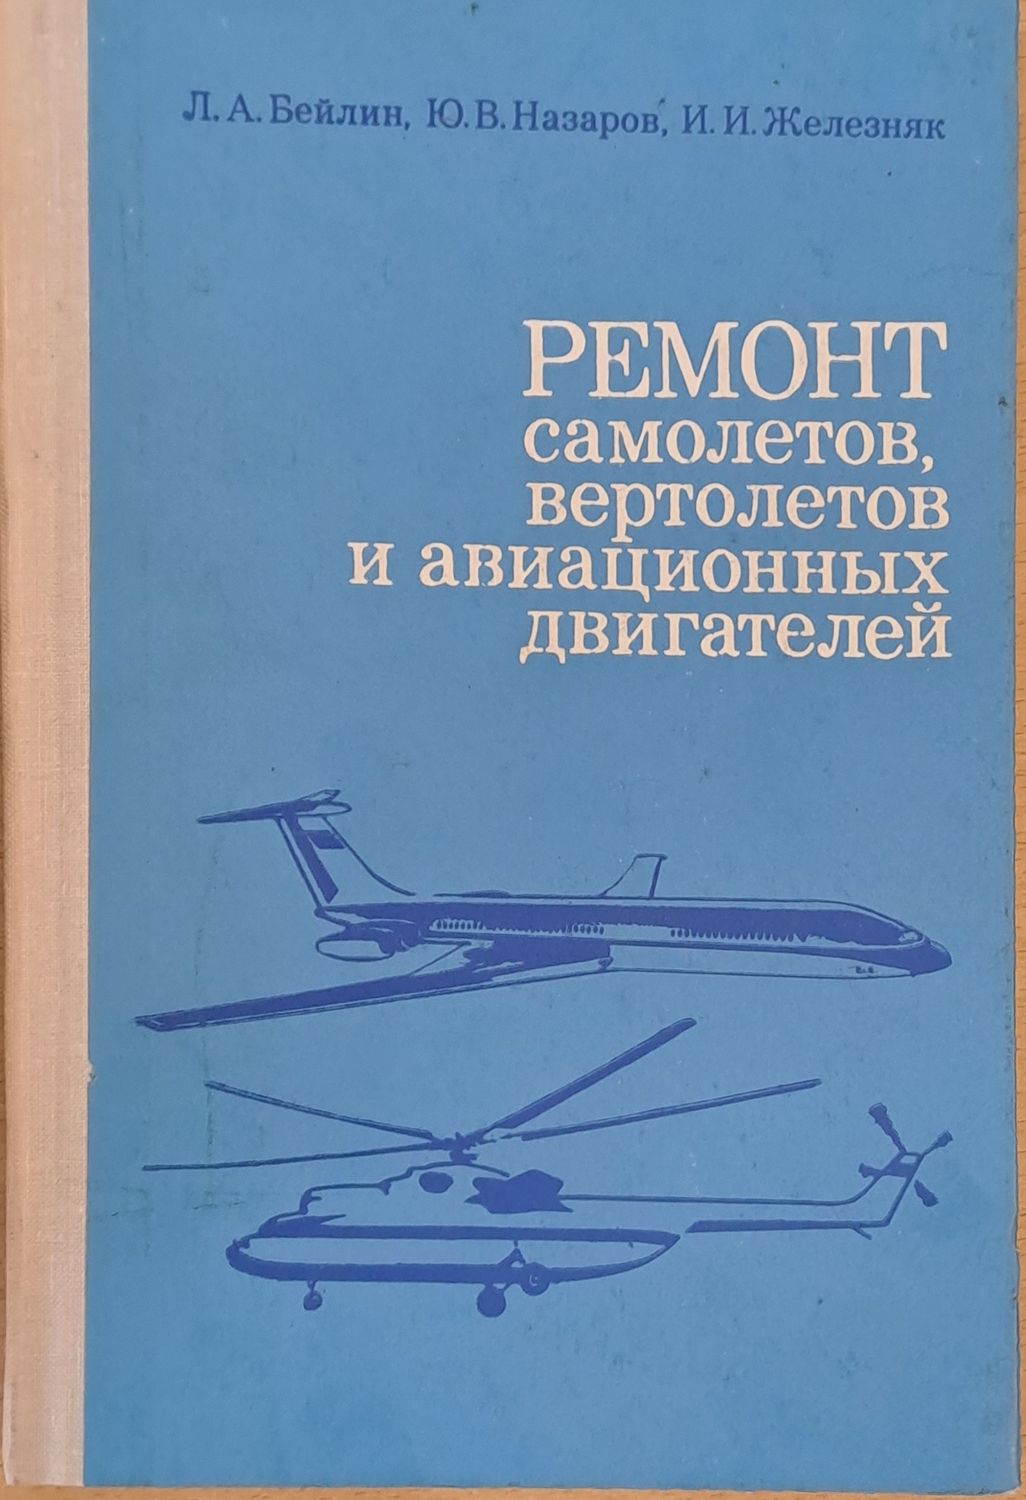 Л. А. Бейлин, Ю. В. Назаров, И. И. Железняк
РЕМОНТ
самолетов,
вертолетов
и авиационных
двигателей